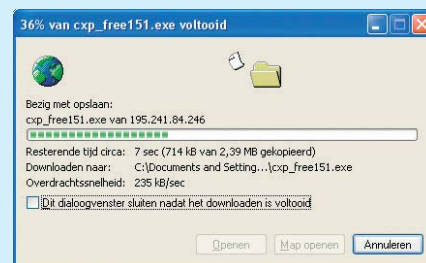 36% van cxp_free151.exe voltooid
Bezig met opslaan:
cxp_free151.exe van 195.241.84.246
Resterende tijd circa: 7 sec (714 kB van 2,39 MB gekopieerd)
Downloaden naar: C:\Documents and Setting...\cxp_free151.exe
Overdrachtssnelheid: 235 kB/sec
Dit dialoogvenster sluiten nadat het downloaden is voltooid
Openen Map openen Annuleren